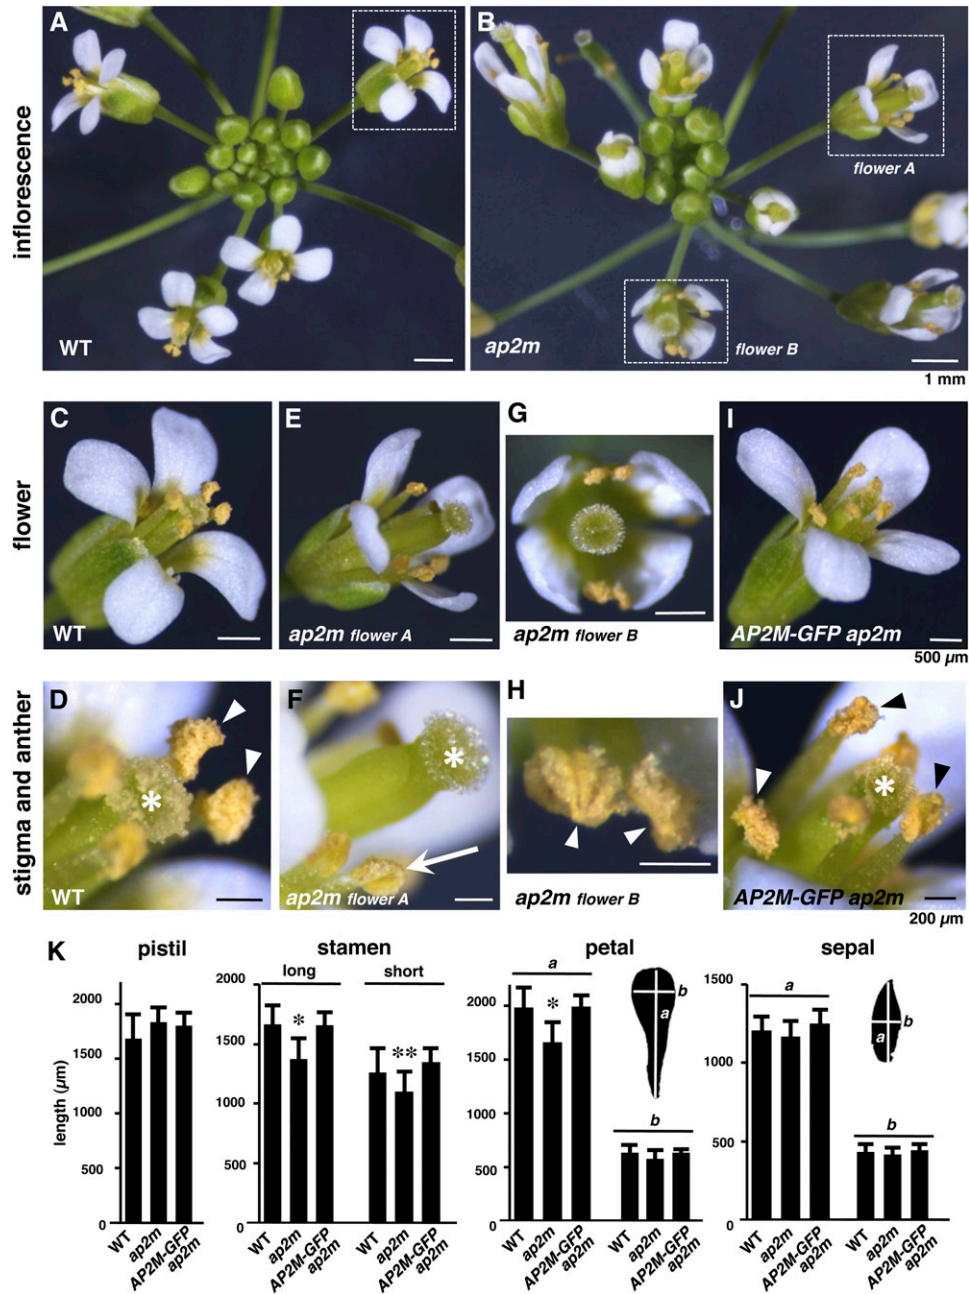 A
B
inflorescence
flower A
WT
ap2m
flower B
1 mm
C
E
G
I
flower
WT
ap2m flower A
ap2m flower B
AP2M-GFP ap2m
500 µm
D
F
H
J
stigma and anther
*
*
*
WT
ap2m flower A
ap2m flower B
AP2M-GFP ap2m
200 µm
K
pistil
stamen
petal
sepal
length (µm)
2000
1500
1000
500
0
WT
ap2m
AP2M-GFP
ap2m
2000
1500
1000
500
0
long
short
*
**
WT
ap2m
AP2M-GFP
ap2m
WT
ap2m
AP2M-GFP
ap2m
2000
1500
1000
500
0
a
*
b
a
b
WT
ap2m
AP2M-GFP
ap2m
WT
ap2m
AP2M-GFP
ap2m
1500
1000
500
0
a
b
a
b
WT
ap2m
AP2M-GFP
ap2m
WT
ap2m
AP2M-GFP
ap2m